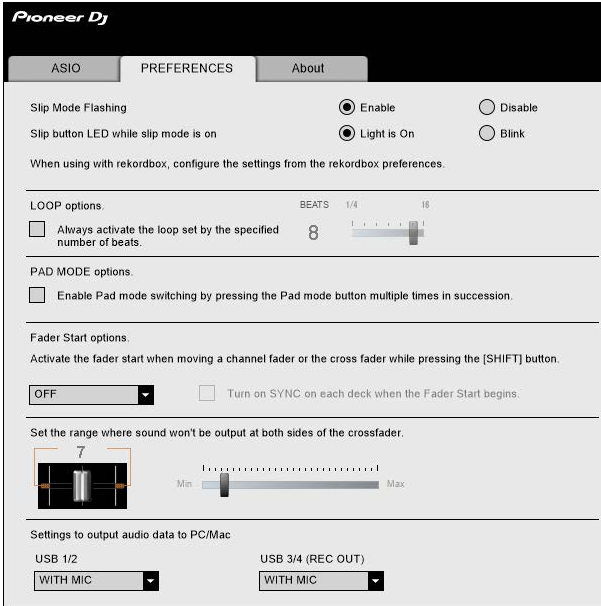 Pioneer Dj
ASIO PREFERENCES About
Slip Mode Flashing Enable Disable
Slip button LED while slip mode is on Light is On Blink
When using with rekordbox, configure the settings from the rekordbox preferences.
LOOP options. BEATS 1/4 16
Always activate the loop set by the specified
number of beats.
8
PAD MODE options.
Enable Pad mode switching by pressing the Pad mode button multiple times in succession.
Fader Start options.
Activate the fader start when moving a channel fader or the cross fader while pressing the [SHIFT] button.
OFF Turn on SYNC on each deck when the Fader Start begins.
Set the range where sound won't be output at both sides of the crossfader.
7
Min Max
Settings to output audio data to PC/Mac
USB 1/2 USB 3/4 (REC OUT)
WITH MIC WITH MIC